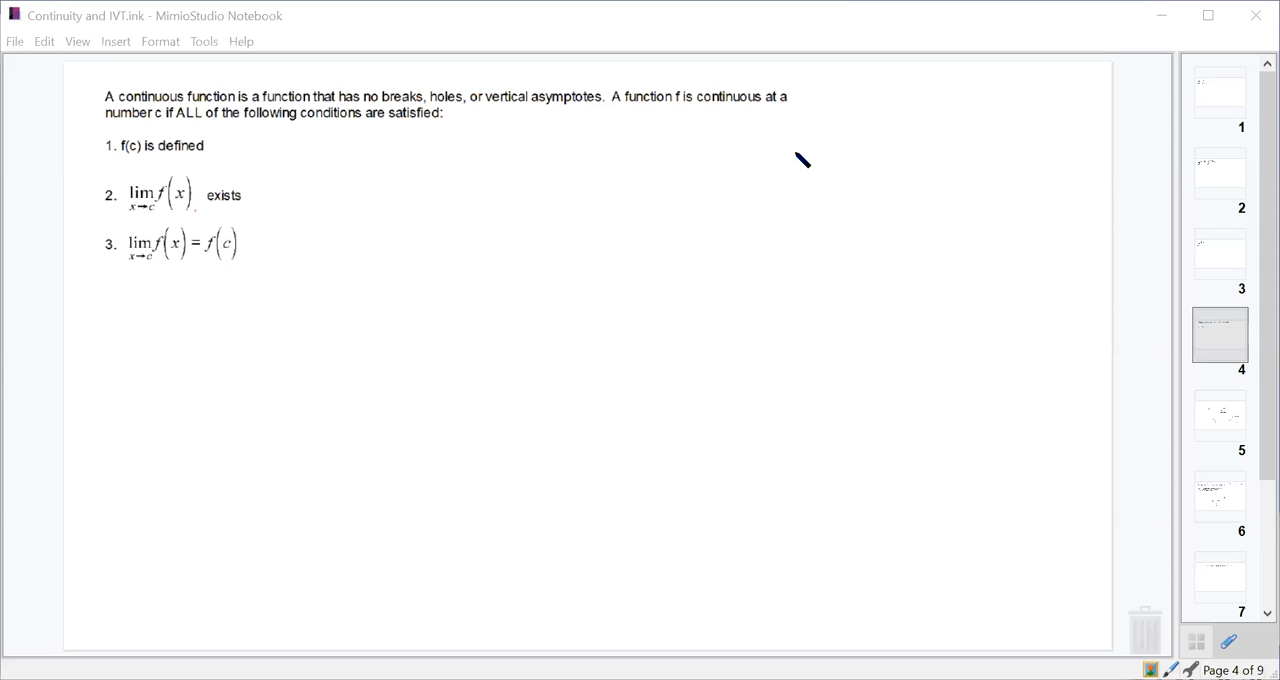 Continuity and IVT.ink - MimioStudio Notebook
File Edit View Insert Format Tools Help
A continuous function is a function that has no breaks, holes, or vertical asymptotes. A function f is continuous at a
number c if ALL of the following conditions are satisfied:
1. f(c) is defined
2. lim x→c f(x) exists
3. lim x→c f(x) = f(c)
1
2
3
4
5
6
7
Page 4 of 9